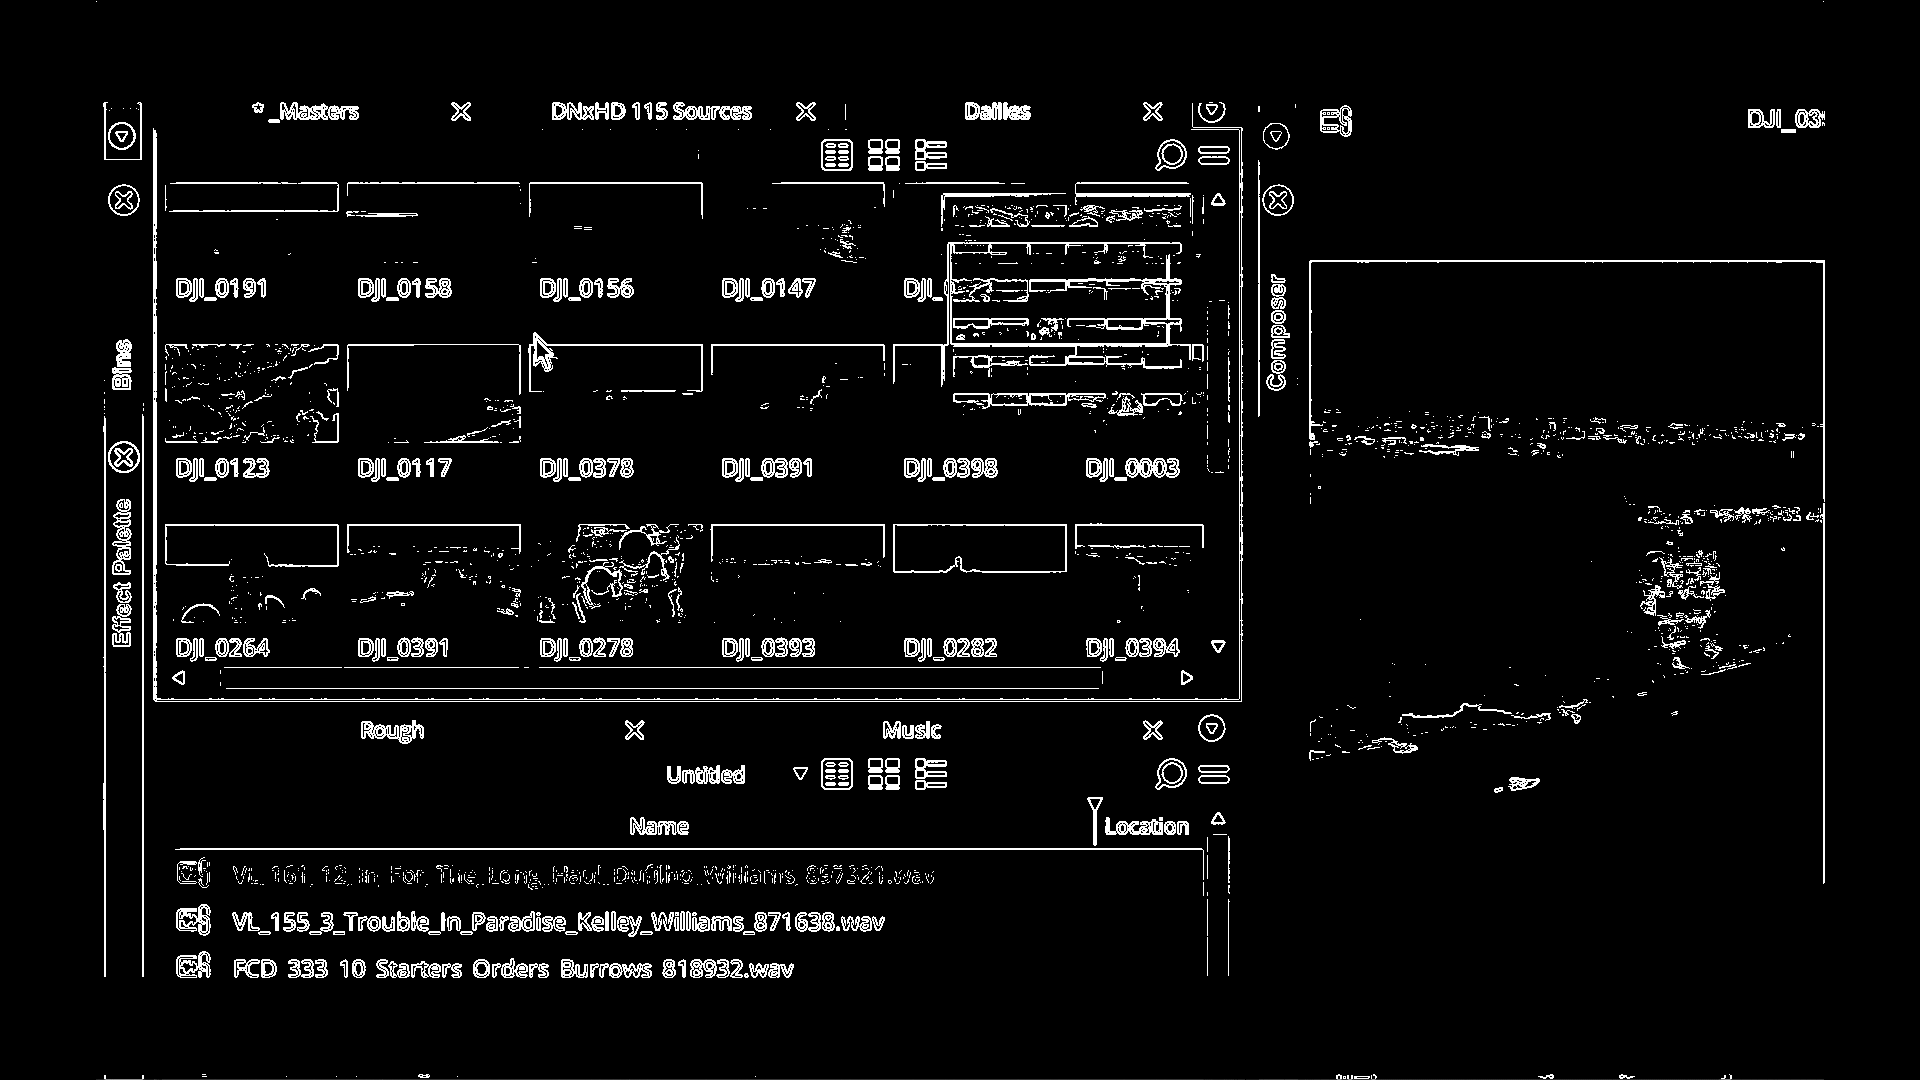 * _Masters
DNxHD 115 Sources
Dailies
DJI_03
DJI_0191
DJI_0158
DJI_0156
DJI_0147
DJI_
Bins
Composer
DJI_0123
DJI_0117
DJI_0378
DJI_0391
DJI_0398
DJI_0003
Effect Palette
DJI_0264
DJI_0391
DJI_0278
DJI_0393
DJI_0282
DJI_0394
Rough
Music
Untitled
Name
Location
VL_161_12_In_For_The_Long_Haul_Dufilho_Williams_897321.wav
VL_155_3_Trouble_In_Paradise_Kelley_Williams_871638.wav
FCD_333_10_Starters_Orders_Burrows_818932.wav